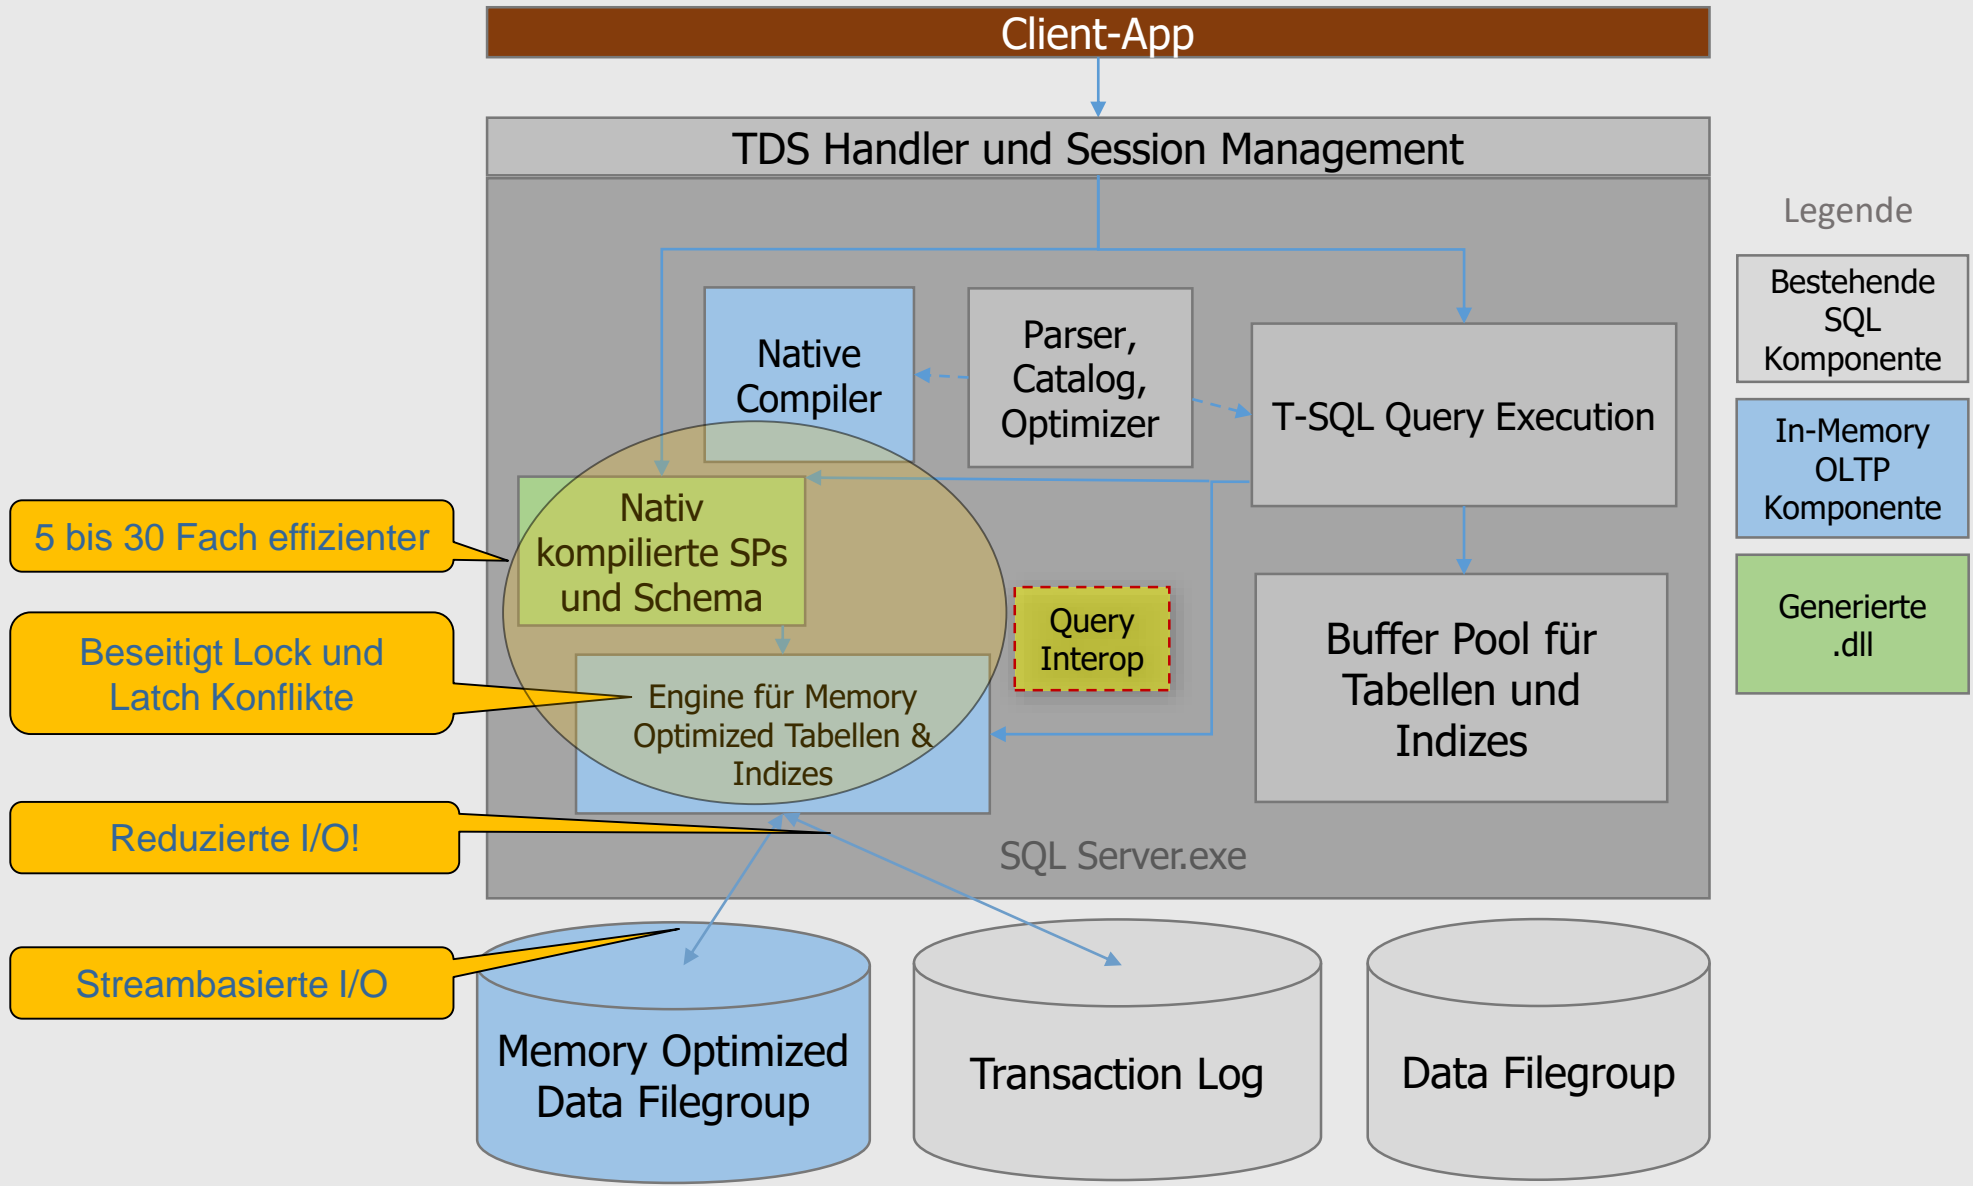 Client-App
TDS Handler und Session Management
Native
Compiler
Parser,
Catalog,
Optimizer
T-SQL Query Execution
Nativ
kompilierte SPs
und Schema
Query
Interop
Engine für Memory
Optimized Tabellen &
Indizes
Buffer Pool für
Tabellen und
Indizes
SQL Server.exe
Memory Optimized
Data Filegroup
Transaction Log
Data Filegroup
5 bis 30 Fach effizienter
Beseitigt Lock und
Latch Konflikte
Reduzierte I/O!
Streambasierte I/O
Legende
Bestehende
SQL
Komponente
In-Memory
OLTP
Komponente
Generierte
.dll